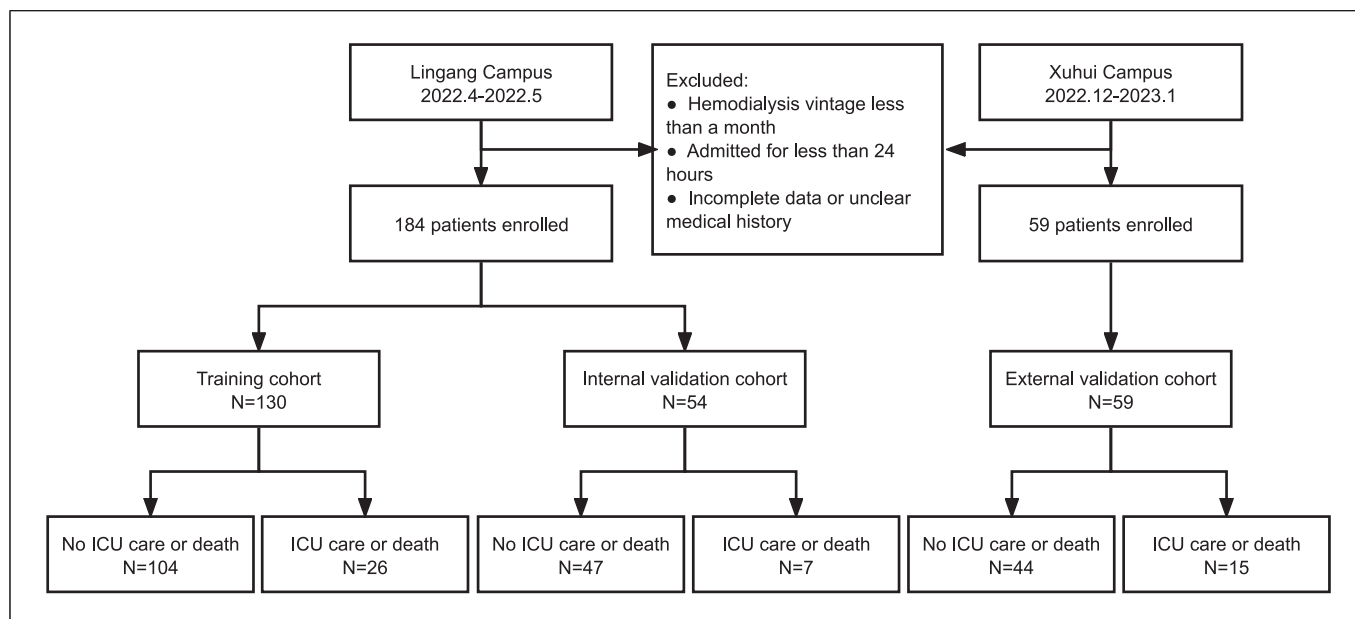 Lingang Campus
2022.4-2022.5
Excluded:
● Hemodialysis vintage less
than a month
● Admitted for less than 24
hours
● Incomplete data or unclear
medical history
Xuhui Campus
2022.12-2023.1
184 patients enrolled
59 patients enrolled
Training cohort
N=130
Internal validation cohort
N=54
External validation cohort
N=59
No ICU care or death
N=104
ICU care or death
N=26
No ICU care or death
N=47
ICU care or death
N=7
No ICU care or death
N=44
ICU care or death
N=15